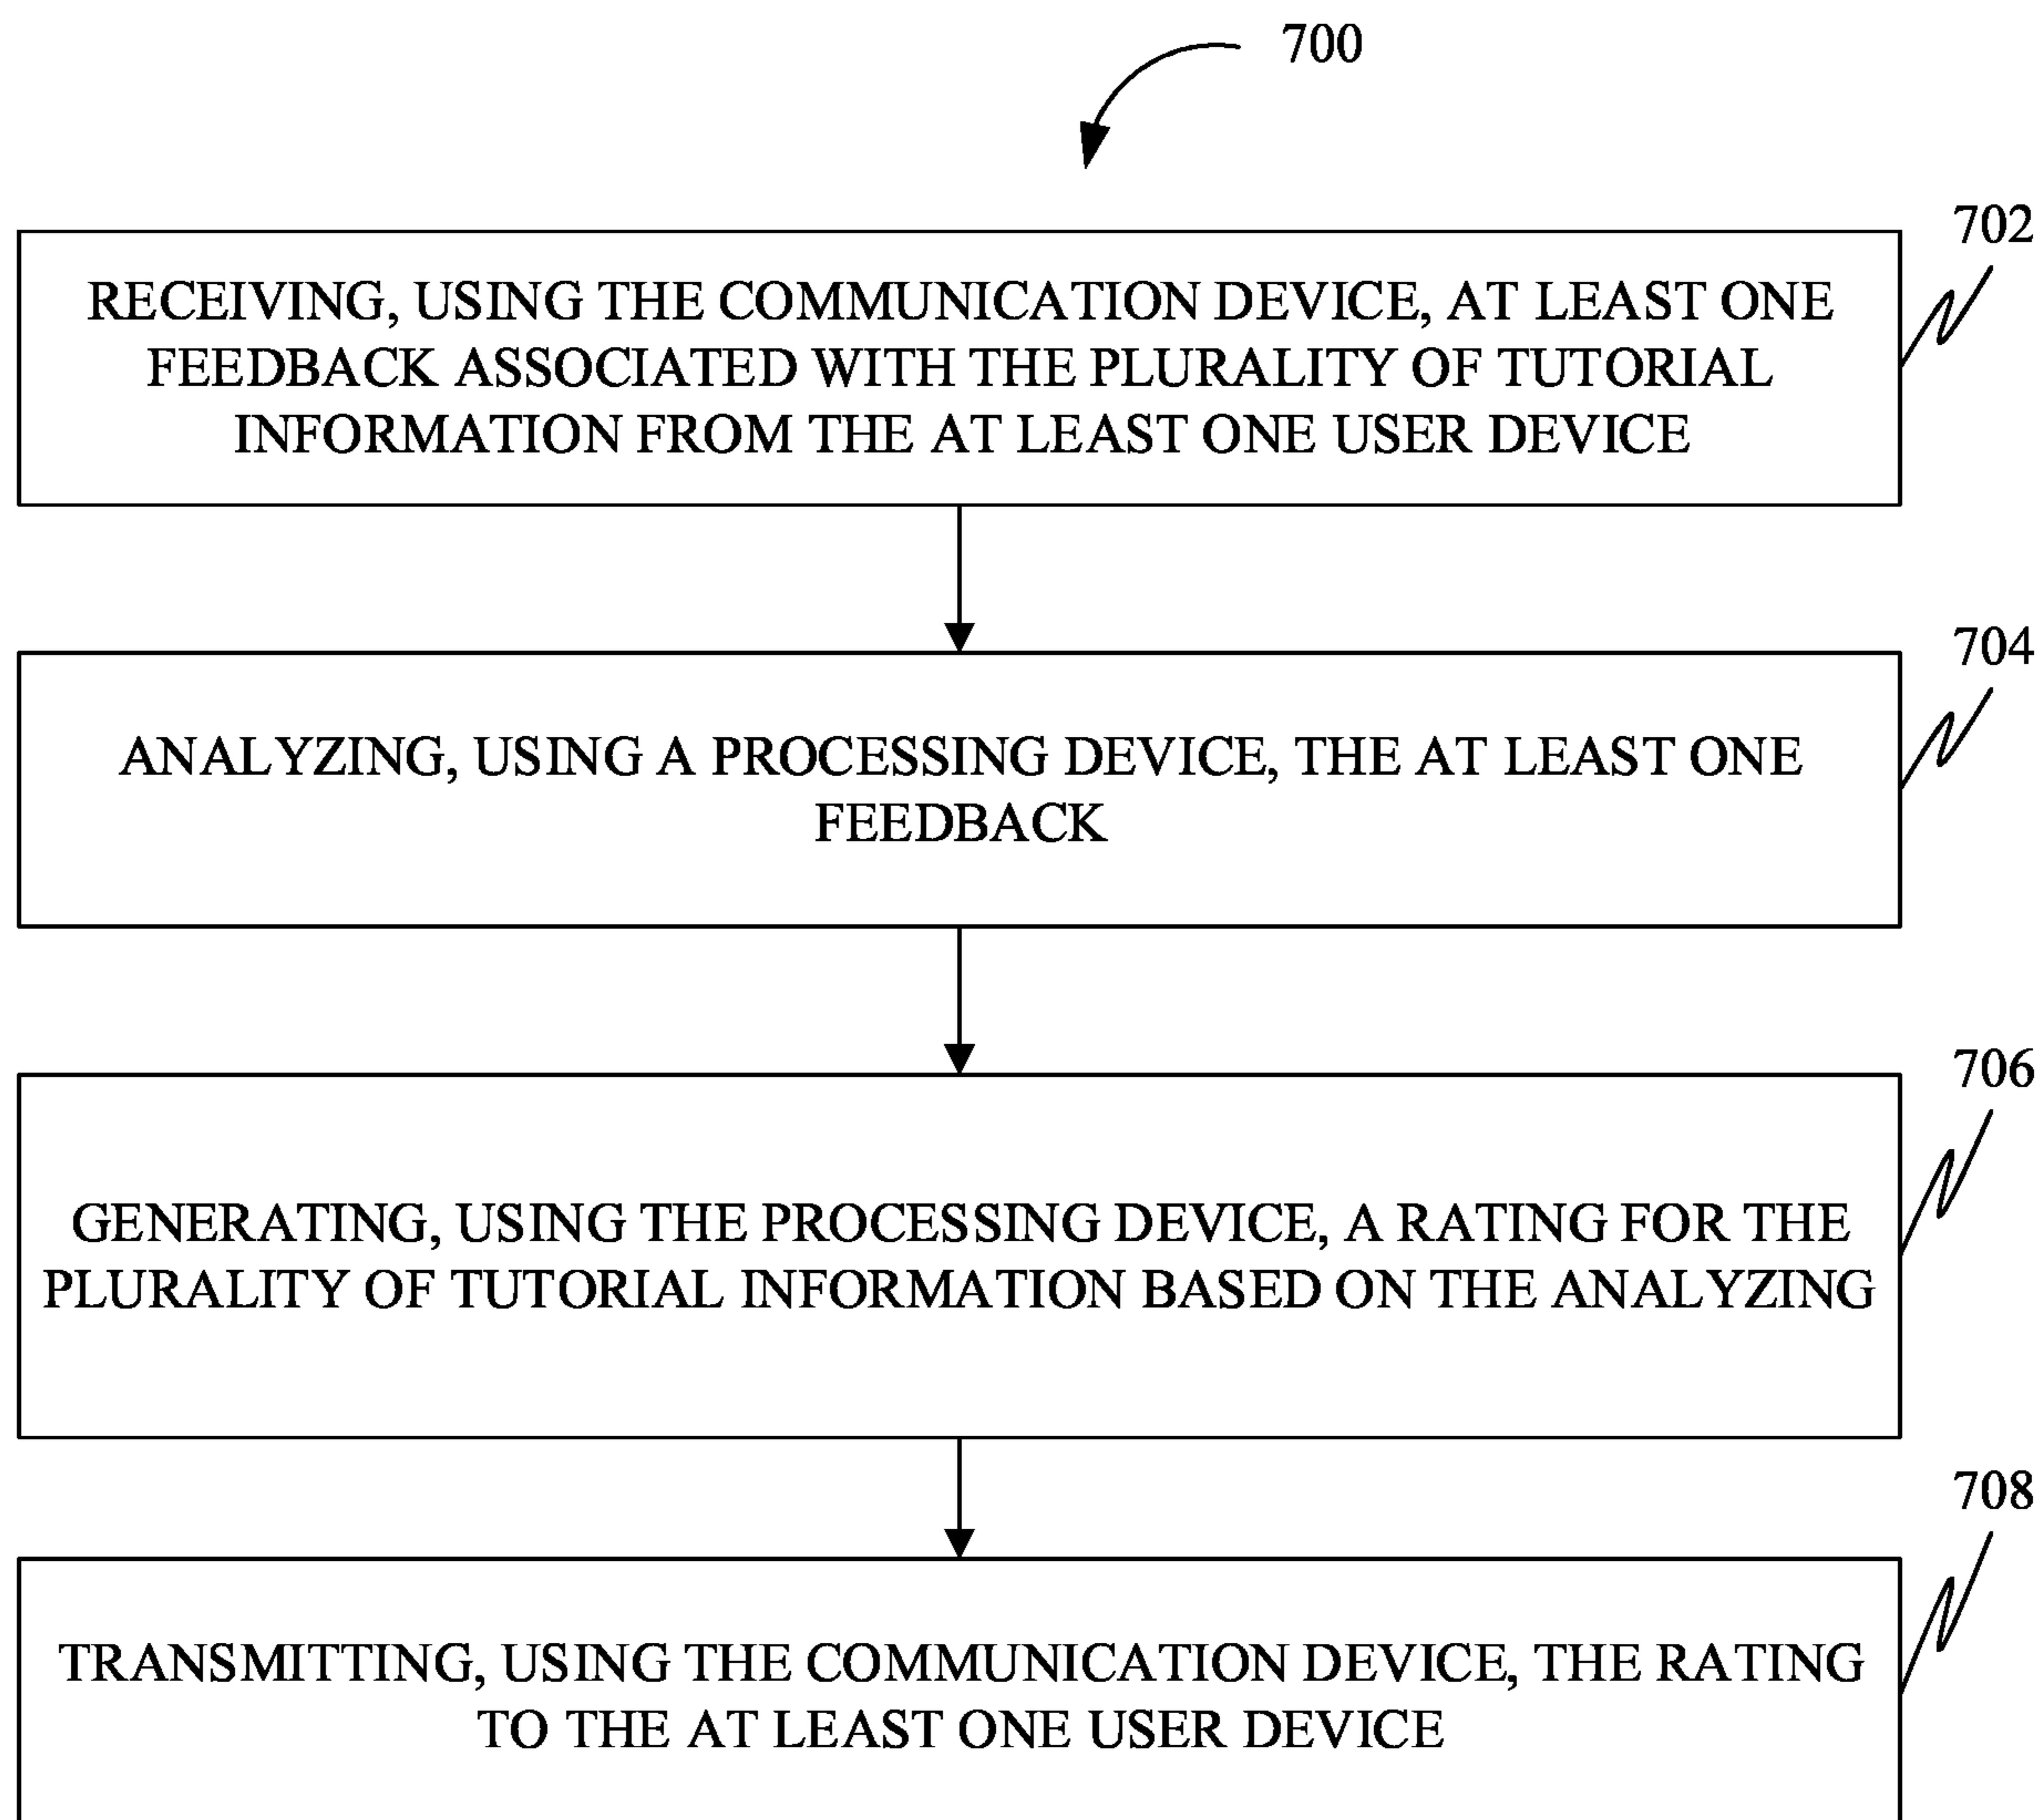 700
702
RECEIVING, USING THE COMMUNICATION DEVICE, AT LEAST ONE
FEEDBACK ASSOCIATED WITH THE PLURALITY OF TUTORIAL
INFORMATION FROM THE AT LEAST ONE USER DEVICE
704
ANALYZING, USING A PROCESSING DEVICE, THE AT LEAST ONE
FEEDBACK
706
GENERATING, USING THE PROCESSING DEVICE, A RATING FOR THE
PLURALITY OF TUTORIAL INFORMATION BASED ON THE ANALYZING
708
TRANSMITTING, USING THE COMMUNICATION DEVICE, THE RATING
TO THE AT LEAST ONE USER DEVICE